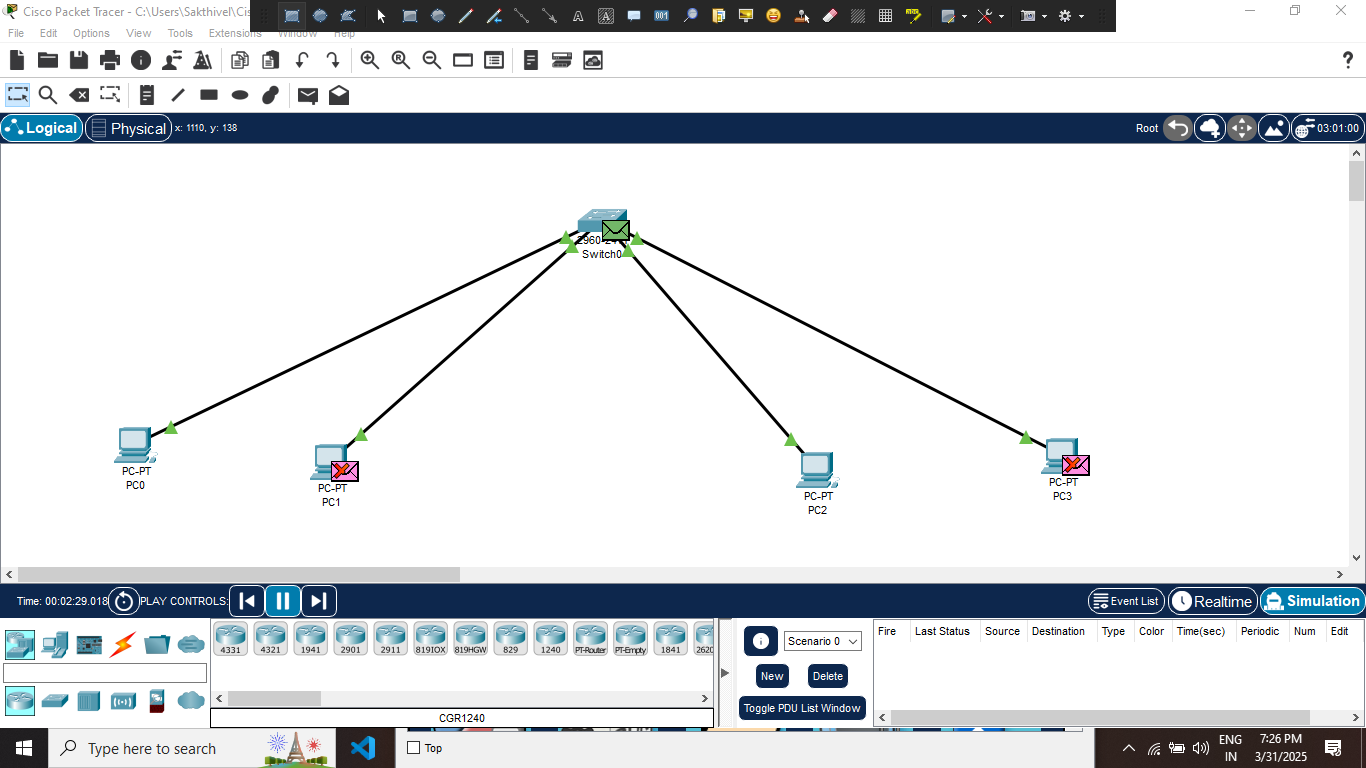 Cisco Packet Tracer - C:\Users\Sakthivel\Cis
File Edit Options View Tools Extensions Window Help
Logical Physical x: 1110, y: 138 Root 03:01:00
Switch0
PC-PT
PC0
PC-PT
PC1
PC-PT
PC2
PC-PT
PC3
Time: 00:02:29.018 PLAY CONTROLS: Event List Realtime Simulation
4331 4321 1941 2901 2911 819IOX 819HGW 829 1240 PT-Router PT-Empty 1841 2620
CGR1240
Scenario 0
New Delete
Toggle PDU List Window
Fire Last Status Source Destination Type Color Time(sec) Periodic Num Edit
Type here to search
Top
ENG
IN
7:26 PM
3/31/2025